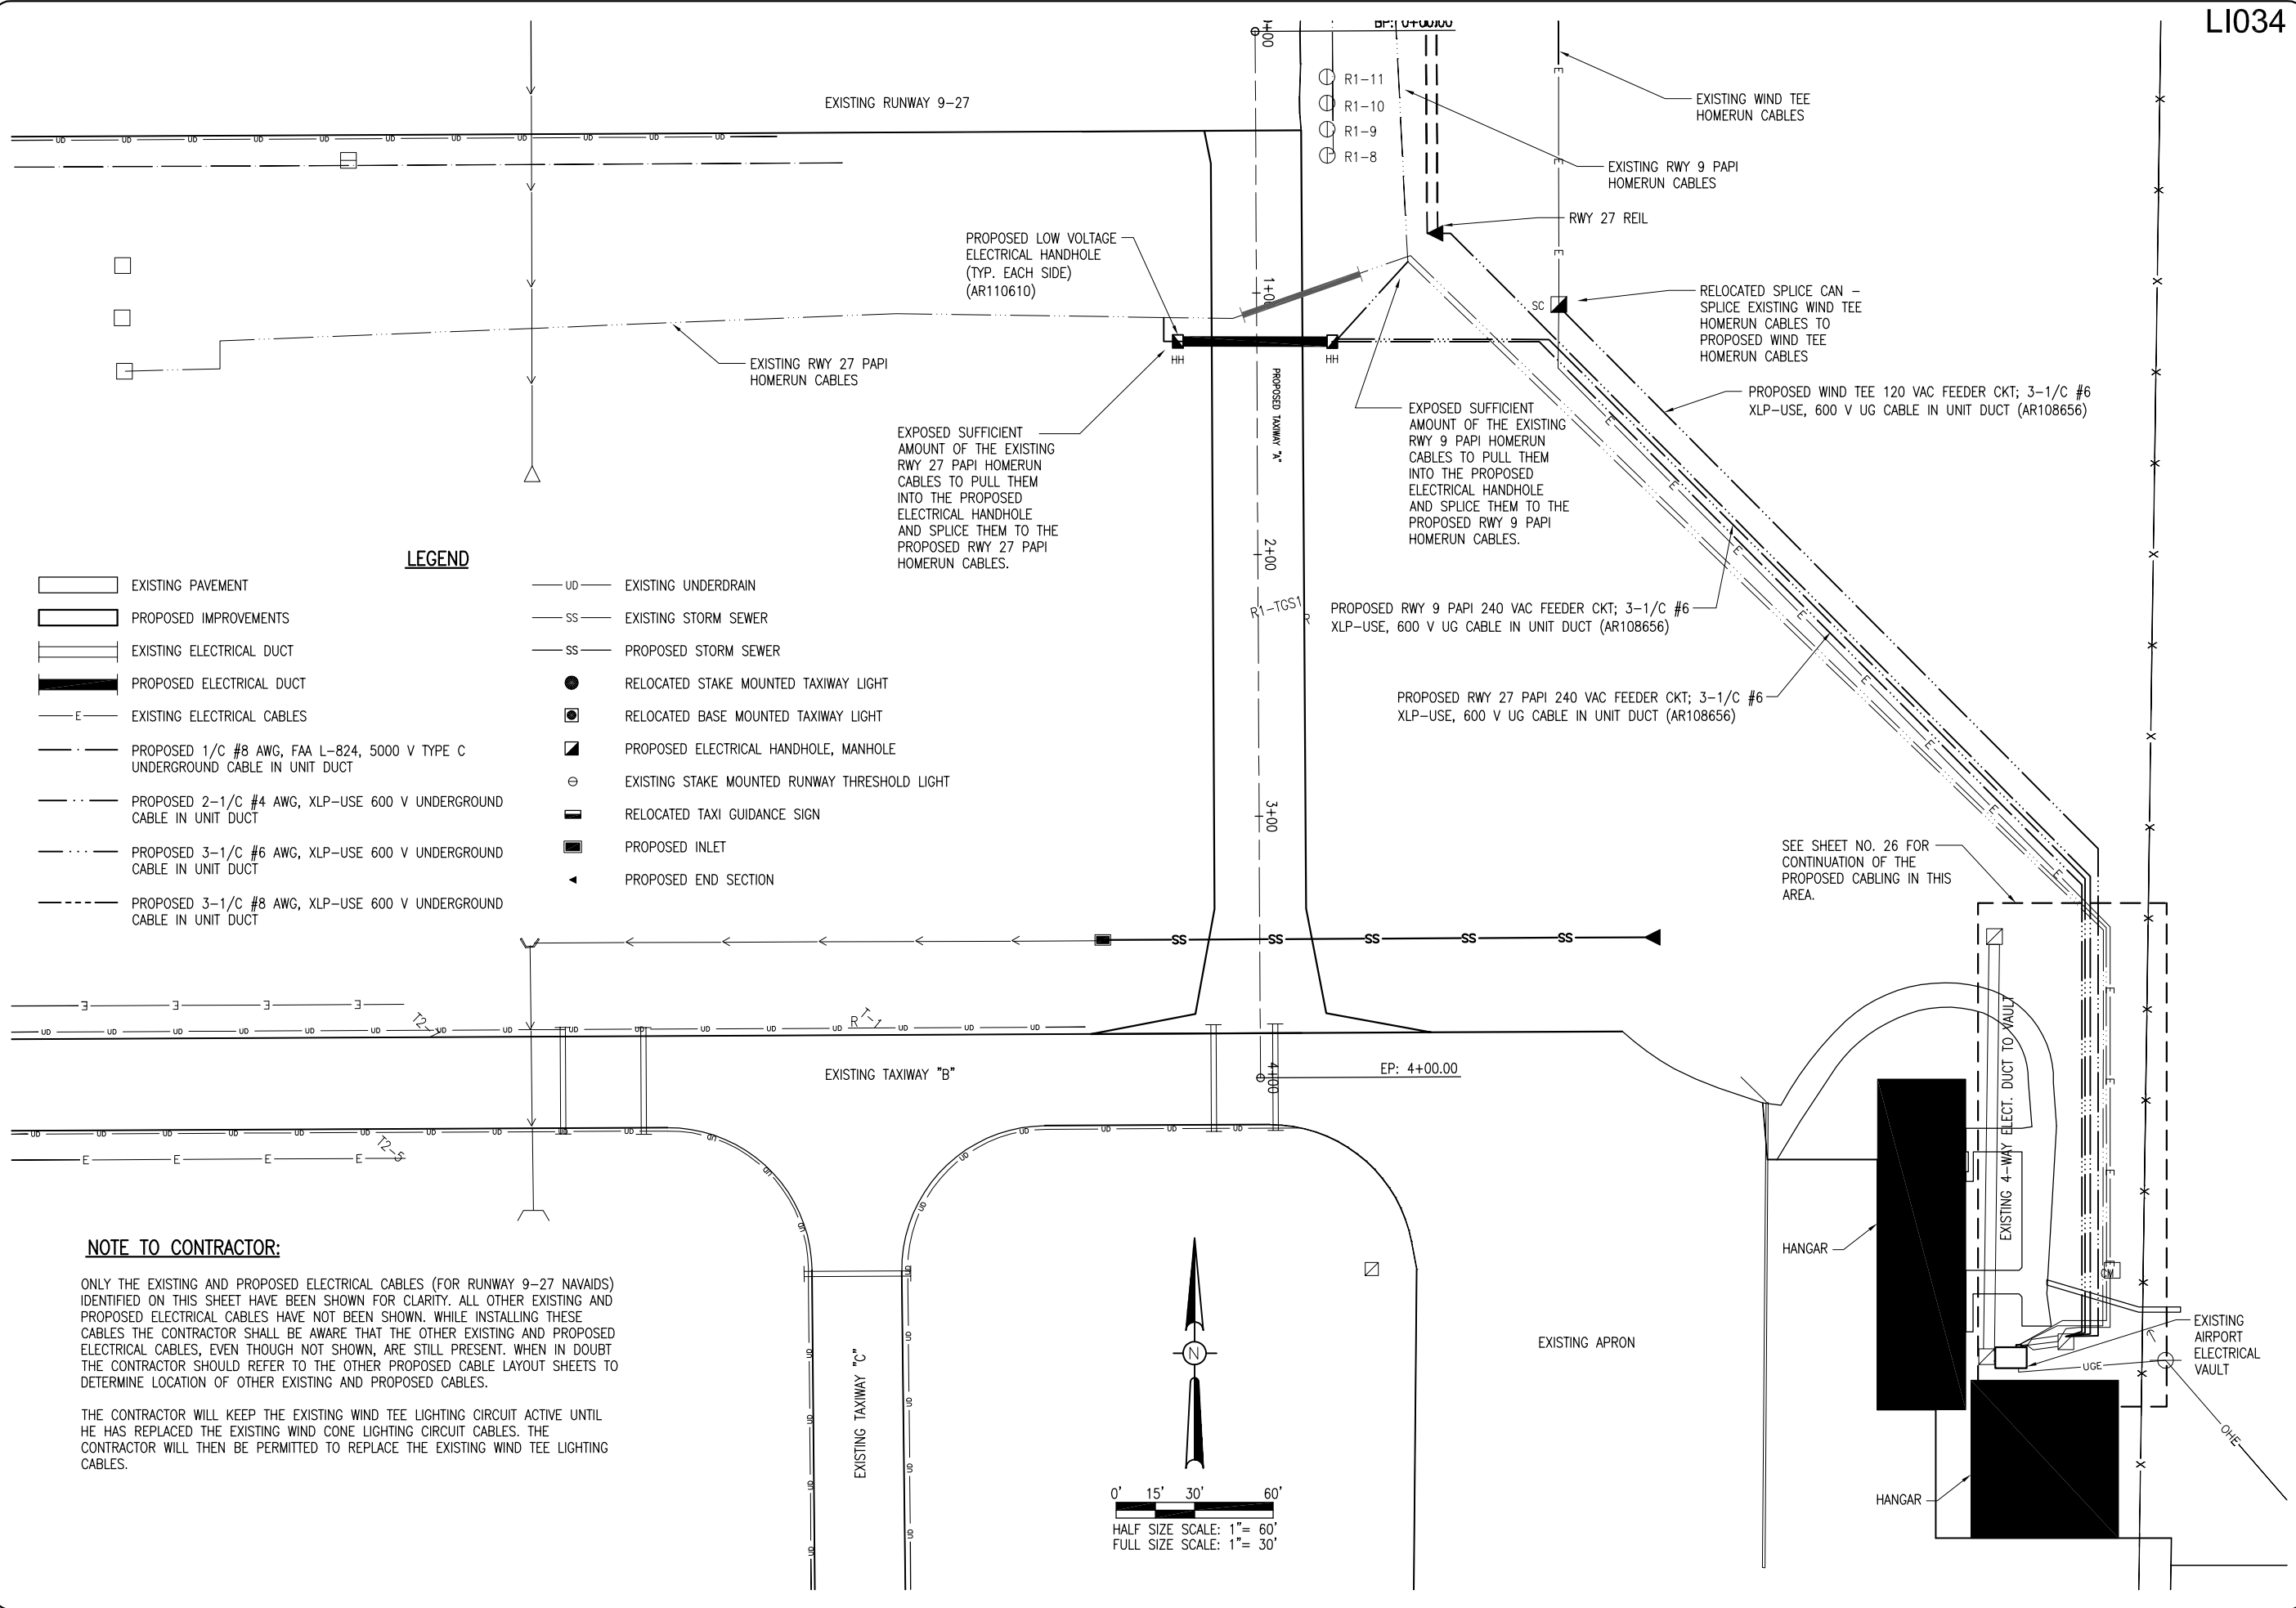 LI034
BP: 0+00.00
EXISTING RUNWAY 9-27
R1-11
R1-10
R1-9
R1-8
EXISTING WIND TEE
HOMERUN CABLES
EXISTING RWY 9 PAPI
HOMERUN CABLES
RWY 27 REIL
PROPOSED LOW VOLTAGE
ELECTRICAL HANDHOLE
(TYP. EACH SIDE)
(AR110610)
1+00
SC
RELOCATED SPLICE CAN -
SPLICE EXISTING WIND TEE
HOMERUN CABLES TO
PROPOSED WIND TEE
HOMERUN CABLES
HH
HH
EXISTING RWY 27 PAPI
HOMERUN CABLES
PROPOSED TAXIWAY "A"
PROPOSED WIND TEE 120 VAC FEEDER CKT; 3-1/C #6
XLP-USE, 600 V UG CABLE IN UNIT DUCT (AR108656)
EXPOSED SUFFICIENT
AMOUNT OF THE EXISTING
RWY 27 PAPI HOMERUN
CABLES TO PULL THEM
INTO THE PROPOSED
ELECTRICAL HANDHOLE
AND SPLICE THEM TO THE
PROPOSED RWY 27 PAPI
HOMERUN CABLES.
EXPOSED SUFFICIENT
AMOUNT OF THE EXISTING
RWY 9 PAPI HOMERUN
CABLES TO PULL THEM
INTO THE PROPOSED
ELECTRICAL HANDHOLE
AND SPLICE THEM TO THE
PROPOSED RWY 9 PAPI
HOMERUN CABLES.
2+00
R1-TGS1
R
PROPOSED RWY 9 PAPI 240 VAC FEEDER CKT; 3-1/C #6
XLP-USE, 600 V UG CABLE IN UNIT DUCT (AR108656)
PROPOSED RWY 27 PAPI 240 VAC FEEDER CKT; 3-1/C #6
XLP-USE, 600 V UG CABLE IN UNIT DUCT (AR108656)
3+00
LEGEND
EXISTING PAVEMENT
PROPOSED IMPROVEMENTS
EXISTING ELECTRICAL DUCT
PROPOSED ELECTRICAL DUCT
E EXISTING ELECTRICAL CABLES
PROPOSED 1/C #8 AWG, FAA L-824, 5000 V TYPE C
UNDERGROUND CABLE IN UNIT DUCT
PROPOSED 2-1/C #4 AWG, XLP-USE 600 V UNDERGROUND
CABLE IN UNIT DUCT
PROPOSED 3-1/C #6 AWG, XLP-USE 600 V UNDERGROUND
CABLE IN UNIT DUCT
PROPOSED 3-1/C #8 AWG, XLP-USE 600 V UNDERGROUND
CABLE IN UNIT DUCT
UD EXISTING UNDERDRAIN
SS EXISTING STORM SEWER
SS PROPOSED STORM SEWER
RELOCATED STAKE MOUNTED TAXIWAY LIGHT
RELOCATED BASE MOUNTED TAXIWAY LIGHT
PROPOSED ELECTRICAL HANDHOLE, MANHOLE
EXISTING STAKE MOUNTED RUNWAY THRESHOLD LIGHT
RELOCATED TAXI GUIDANCE SIGN
PROPOSED INLET
PROPOSED END SECTION
SEE SHEET NO. 26 FOR
CONTINUATION OF THE
PROPOSED CABLING IN THIS
AREA.
SS SS SS SS SS
R T-1
EXISTING TAXIWAY "B"
EP: 4+00.00
4+00
T2-5
EXISTING 4-WAY ELECT. DUCT TO VAULT
HANGAR
CM
EXISTING
AIRPORT
ELECTRICAL
VAULT
UGE
OHE
HANGAR
EXISTING APRON
EXISTING TAXIWAY "C"
N
NOTE TO CONTRACTOR:
ONLY THE EXISTING AND PROPOSED ELECTRICAL CABLES (FOR RUNWAY 9-27 NAVAIDS)
IDENTIFIED ON THIS SHEET HAVE BEEN SHOWN FOR CLARITY. ALL OTHER EXISTING AND
PROPOSED ELECTRICAL CABLES HAVE NOT BEEN SHOWN. WHILE INSTALLING THESE
CABLES THE CONTRACTOR SHALL BE AWARE THAT THE OTHER EXISTING AND PROPOSED
ELECTRICAL CABLES, EVEN THOUGH NOT SHOWN, ARE STILL PRESENT. WHEN IN DOUBT
THE CONTRACTOR SHOULD REFER TO THE OTHER PROPOSED CABLE LAYOUT SHEETS TO
DETERMINE LOCATION OF OTHER EXISTING AND PROPOSED CABLES.
THE CONTRACTOR WILL KEEP THE EXISTING WIND TEE LIGHTING CIRCUIT ACTIVE UNTIL
HE HAS REPLACED THE EXISTING WIND CONE LIGHTING CIRCUIT CABLES. THE
CONTRACTOR WILL THEN BE PERMITTED TO REPLACE THE EXISTING WIND TEE LIGHTING
CABLES.
0' 15' 30' 60'
HALF SIZE SCALE: 1"= 60'
FULL SIZE SCALE: 1"= 30'